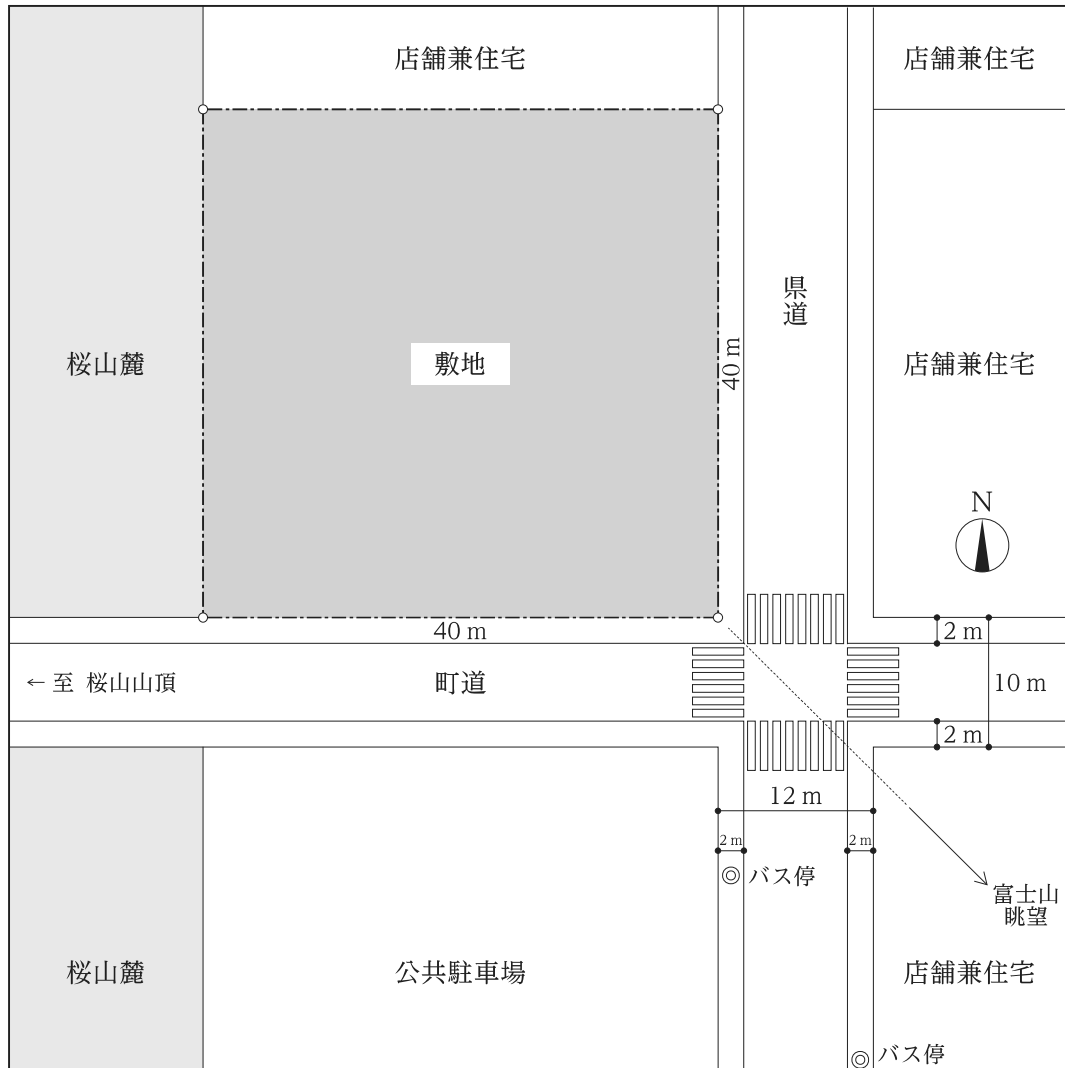 店舗兼住宅
店舗兼住宅
県道
桜山麓
敷地
40 m
店舗兼住宅
N
40 m
2 m
← 至 桜山山頂
町道
10 m
2 m
12 m
2 m
2 m
バス停
富士山
眺望
桜山麓
公共駐車場
店舗兼住宅
バス停